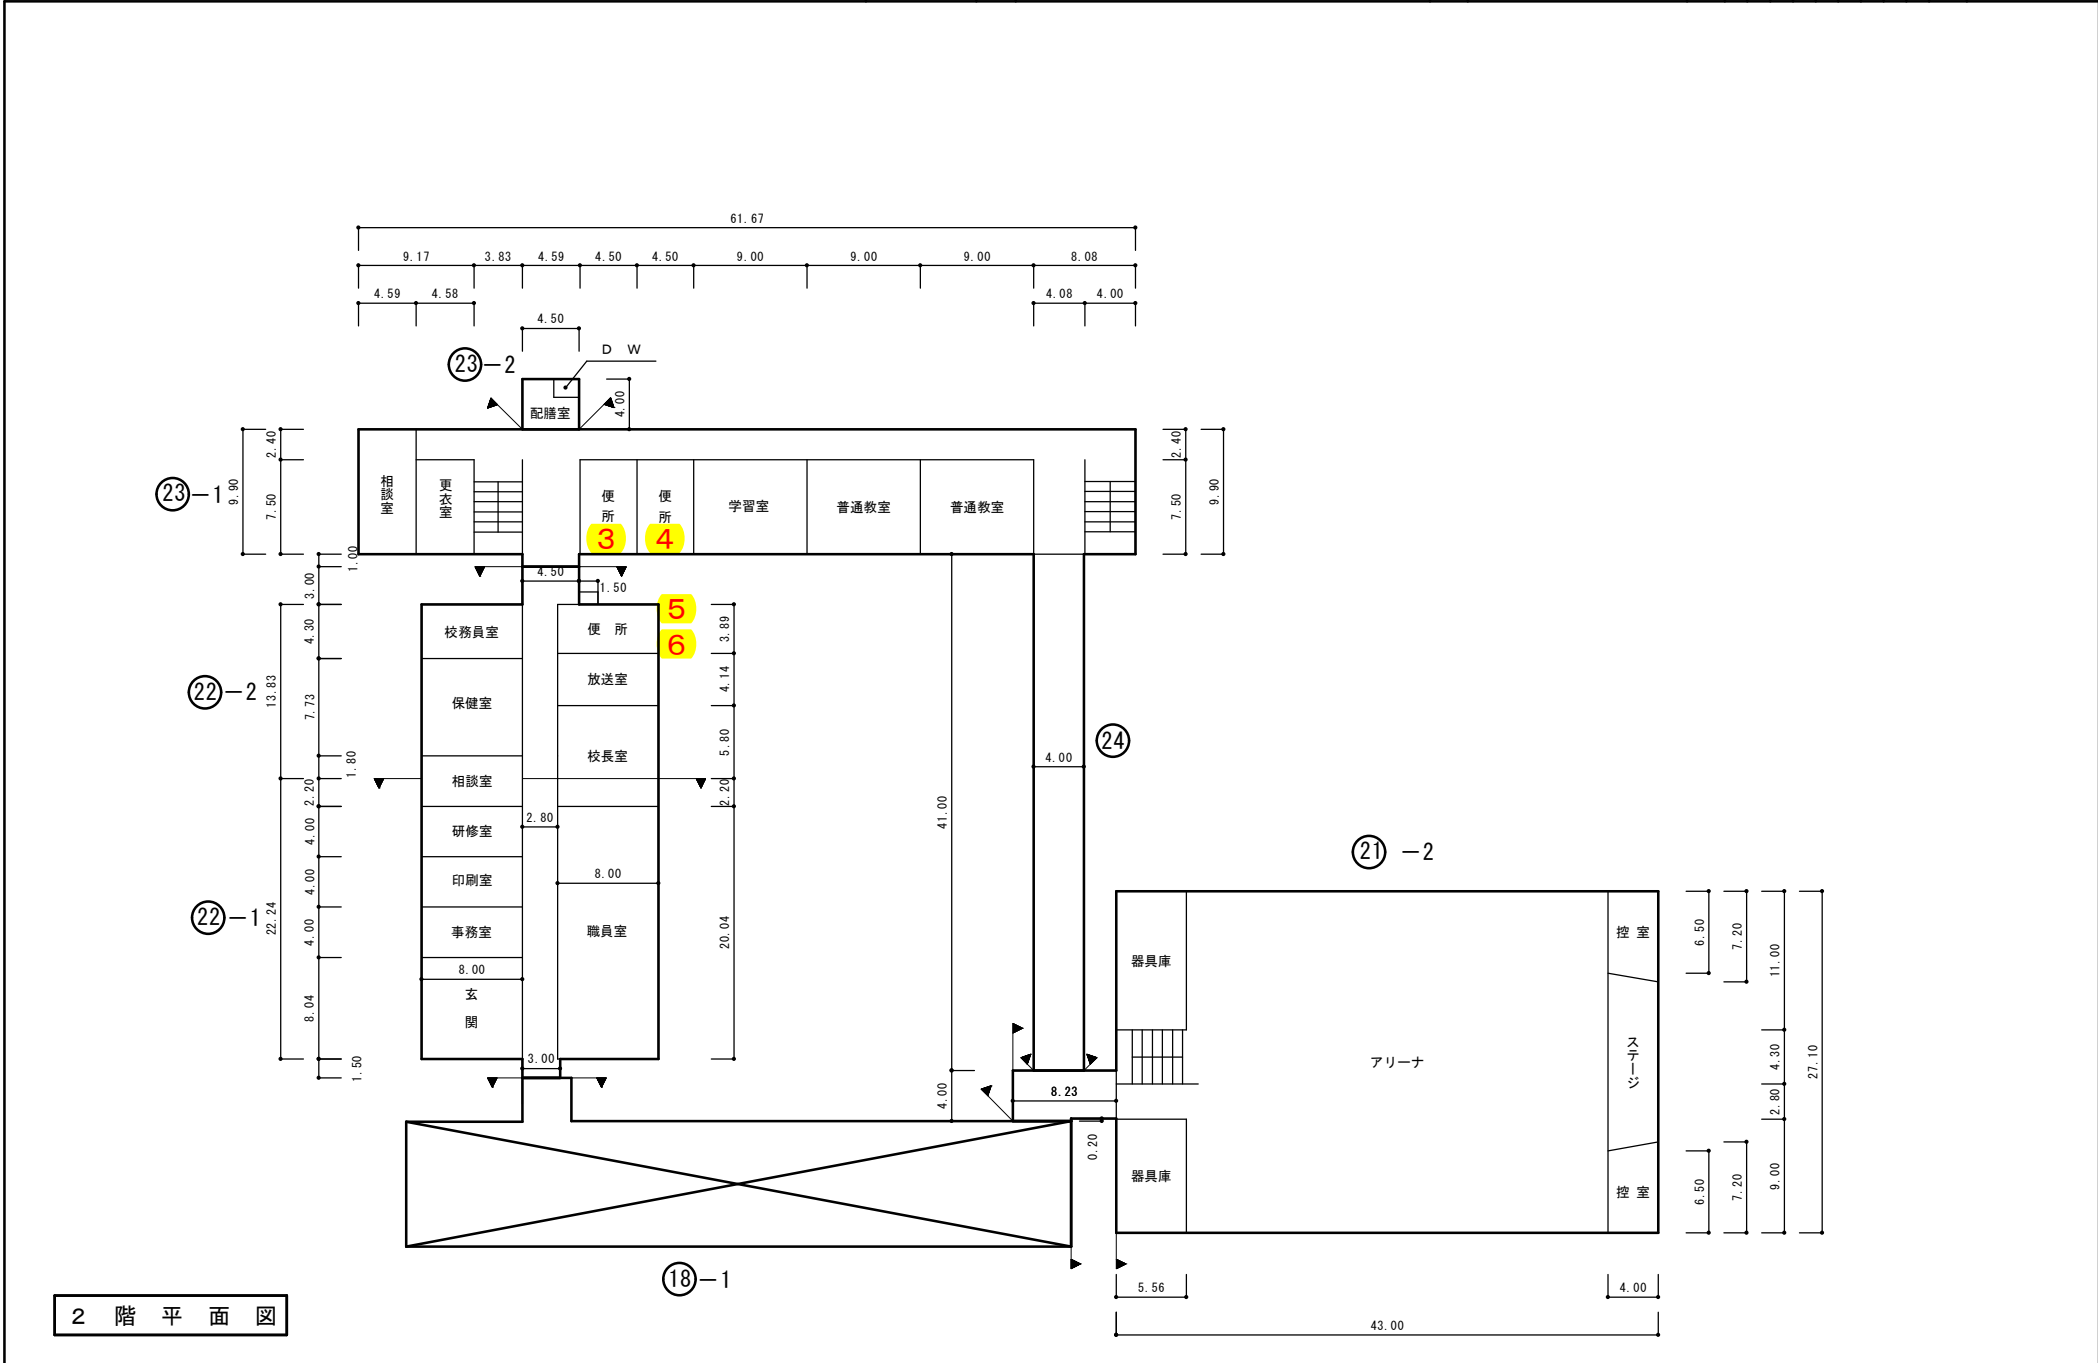 61.67
9.17 3.83 4.59 4.50 4.50 9.00 9.00 9.00 8.08
4.59 4.58 4.08 4.00
4.50
D W
㉓－2
4.00
配膳室
2.40
7.50
9.90
㉓－1
相談室
更衣室
便所
3
便所
4
学習室
普通教室
普通教室
2.40
7.50
9.90
1.00
3.00
4.50
1.50
5
6
校務員室
便 所
4.30
3.89
放送室
4.14
㉒－2
13.83
保健室
7.73
校長室
5.80
1.80
相談室
2.20
2.20
㉔
4.00
41.00
研修室
4.00
2.80
印刷室
4.00
8.00
㉒－1
22.24
事務室
4.00
職員室
20.04
8.00
玄関
8.04
3.00
1.50
㉑ －2
器具庫
控 室
6.50
7.20
11.00
アリーナ
ステージ
4.30
27.10
2.80
8.23
4.00
0.20
器具庫
控 室
6.50
7.20
9.00
⑱－1
5.56
4.00
43.00
2 階 平 面 図